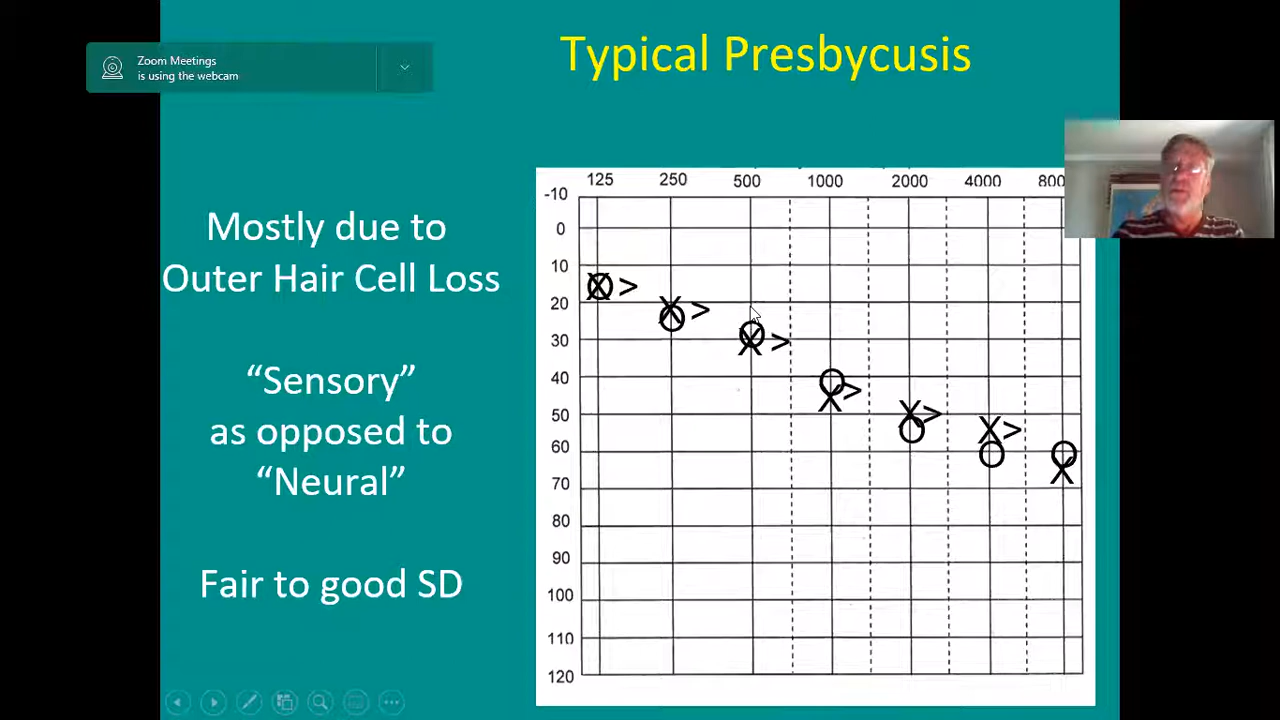 Zoom Meetings
is using the webcam
Typical Presbycusis
Mostly due to
Outer Hair Cell Loss
“Sensory”
as opposed to
“Neural”
Fair to good SD
125 250 500 1000 2000 4000 800
-10
0
10
20
30
40
50
60
70
80
90
100
110
120
X O >
X O >
O X >
O X >
X O >
X O >
O X